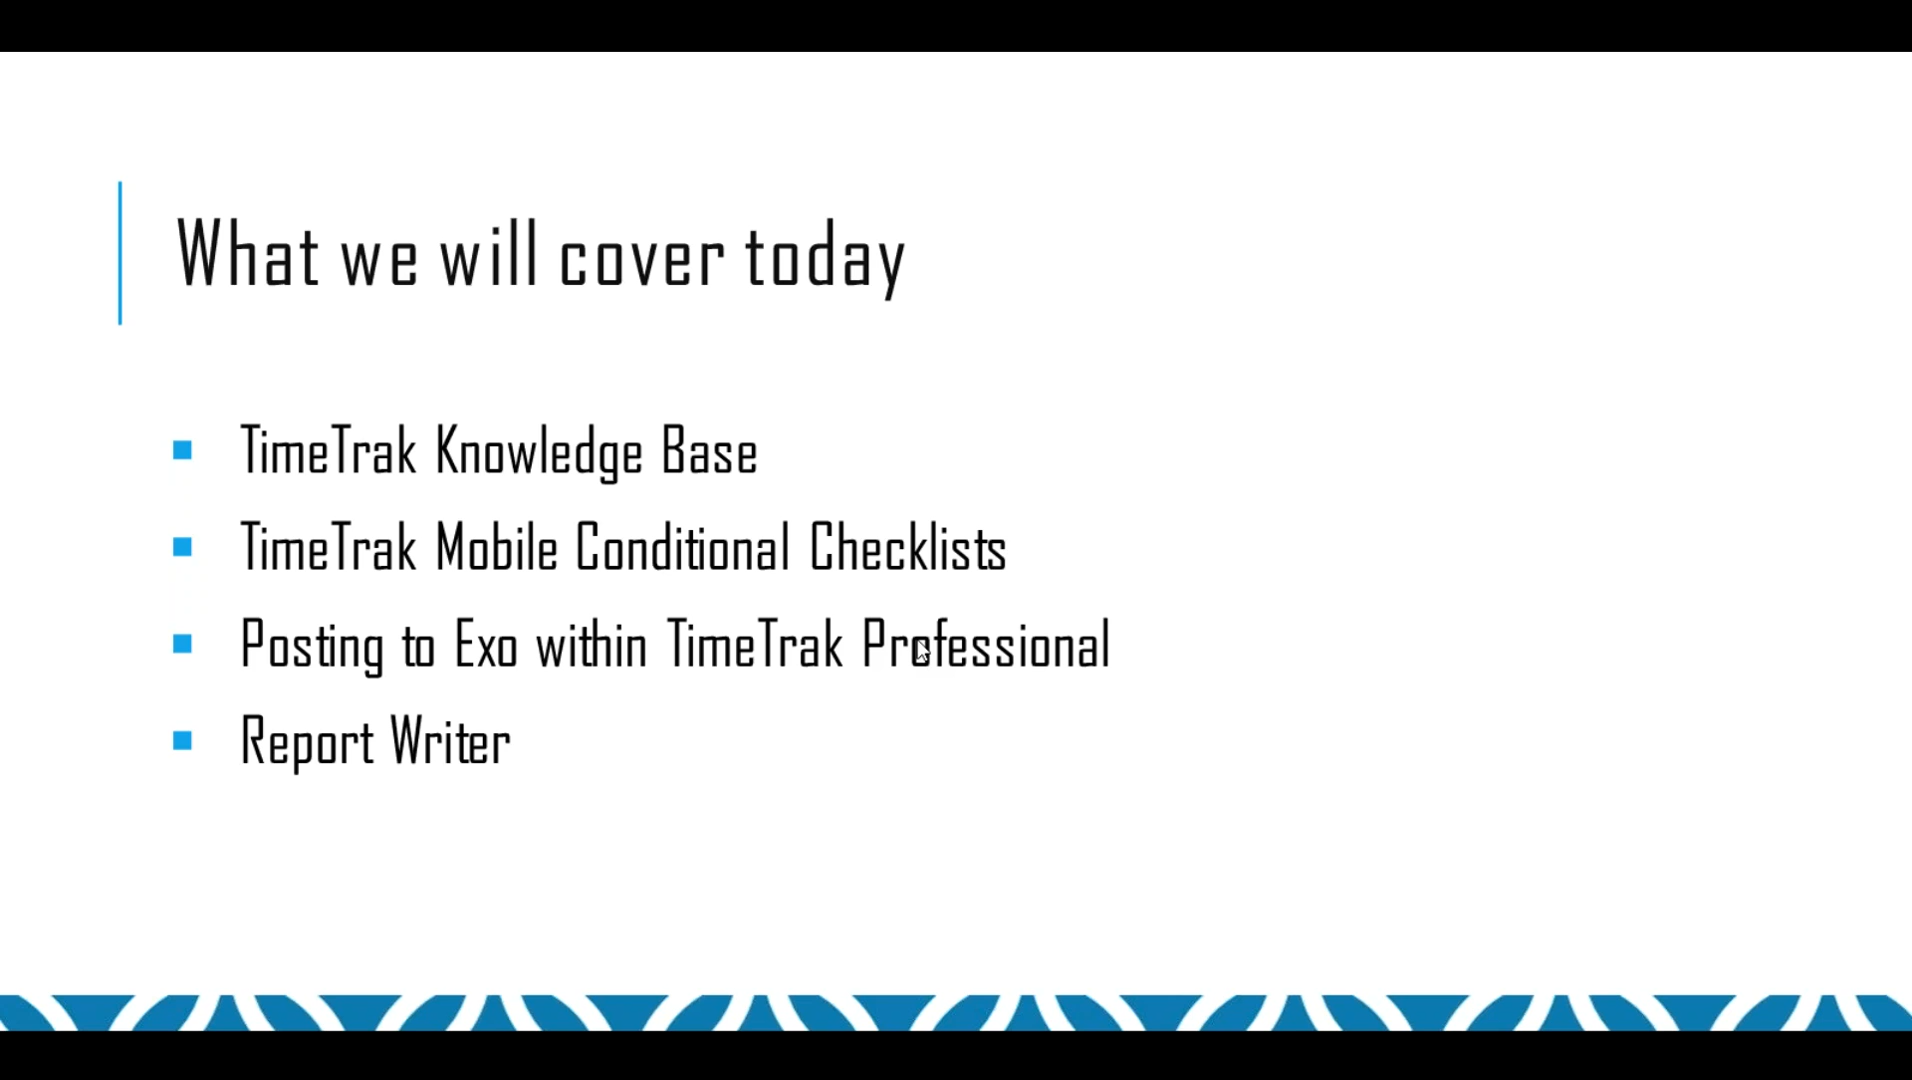 What we will cover today
TimeTrak Knowledge Base
TimeTrak Mobile Conditional Checklists
Posting to Exo within TimeTrak Professional
Report Writer